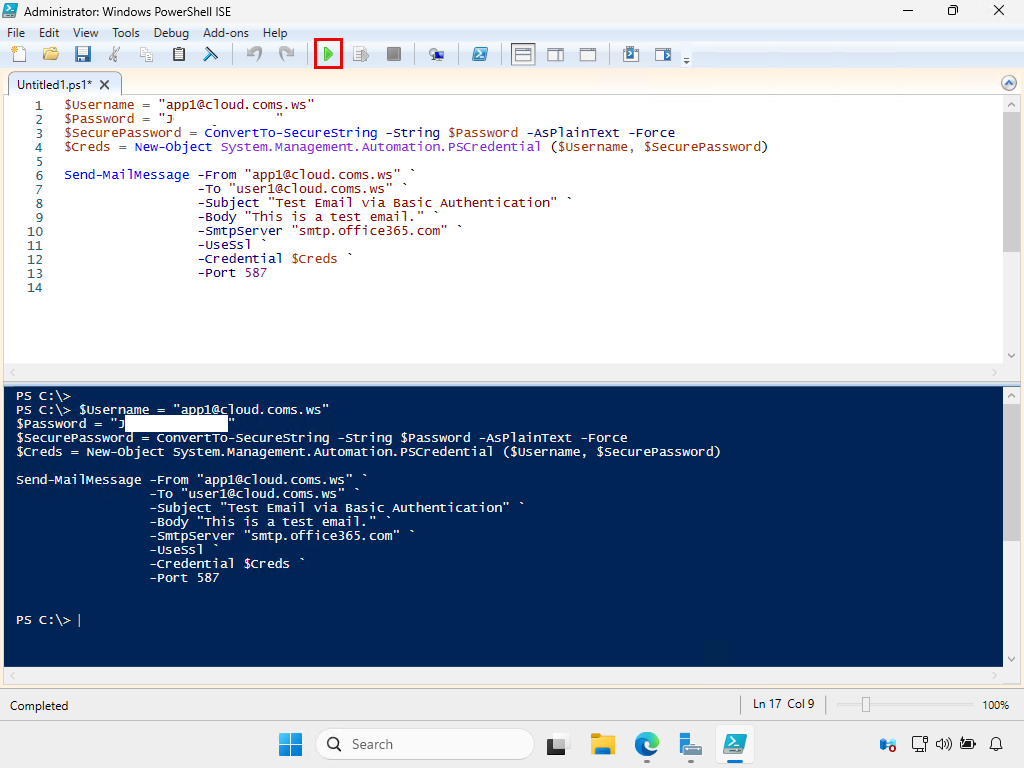 Administrator: Windows PowerShell ISE
File Edit View Tools Debug Add-ons Help
Untitled1.ps1*
1 $Username = "app1@cloud.coms.ws"
2 $Password = "J "
3 $SecurePassword = ConvertTo-SecureString -String $Password -AsPlainText -Force
4 $Creds = New-Object System.Management.Automation.PSCredential ($Username, $SecurePassword)
5
6 Send-MailMessage -From "app1@cloud.coms.ws" `
7 -To "user1@cloud.coms.ws" `
8 -Subject "Test Email via Basic Authentication" `
9 -Body "This is a test email." `
10 -SmtpServer "smtp.office365.com" `
11 -UseSsl `
12 -Credential $Creds `
13 -Port 587
14
PS C:\>
PS C:\> $Username = "app1@cloud.coms.ws"
$Password = "J "
$SecurePassword = ConvertTo-SecureString -String $Password -AsPlainText -Force
$Creds = New-Object System.Management.Automation.PSCredential ($Username, $SecurePassword)
Send-MailMessage -From "app1@cloud.coms.ws" `
-To "user1@cloud.coms.ws" `
-Subject "Test Email via Basic Authentication" `
-Body "This is a test email." `
-SmtpServer "smtp.office365.com" `
-UseSsl `
-Credential $Creds `
-Port 587
PS C:\>
Completed
Ln 17 Col 9
100%
Search